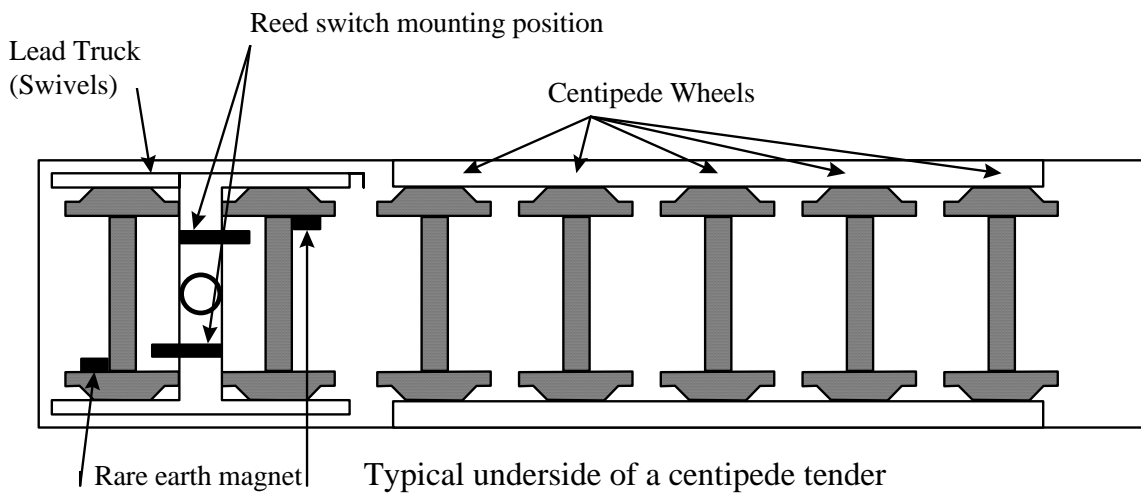 Reed switch mounting position
Lead Truck
(Swivels)
Centipede Wheels
Rare earth magnet
Typical underside of a centipede tender